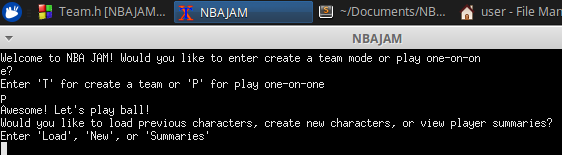 Team.h [NBAJAM...
NBAJAM
~/Documents/NB...
user - File Man
NBAJAM
Welcome to NBA JAM! Would you like to enter create a team mode or play one-on-on
e?
Enter 'T' for create a team or 'P' for play one-on-one
p
Awesome! Let's play ball!
Would you like to load previous characters, create new characters, or view player summaries?
Enter 'Load', 'New', or 'Summaries'